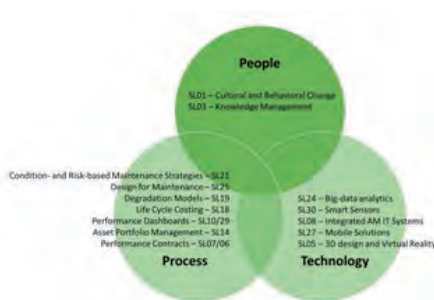 People
SL01 – Cultural and Behavioral Change
SL03 – Knowledge Management
Condition- and Risk-based Maintenance Strategies – SL21
Design for Maintenance – SL25
Degradation Models – SL19
Life Cycle Costing – SL18
Performance Dashboards – SL10/29
Asset Portfolio Management – SL14
Performance Contracts – SL07/06
Process
SL24 – Big-data analytics
SL30 – Smart Sensors
SL08 – Integrated AM IT Systems
SL27 – Mobile Solutions
SL05 – 3D design and Virtual Reality
Technology